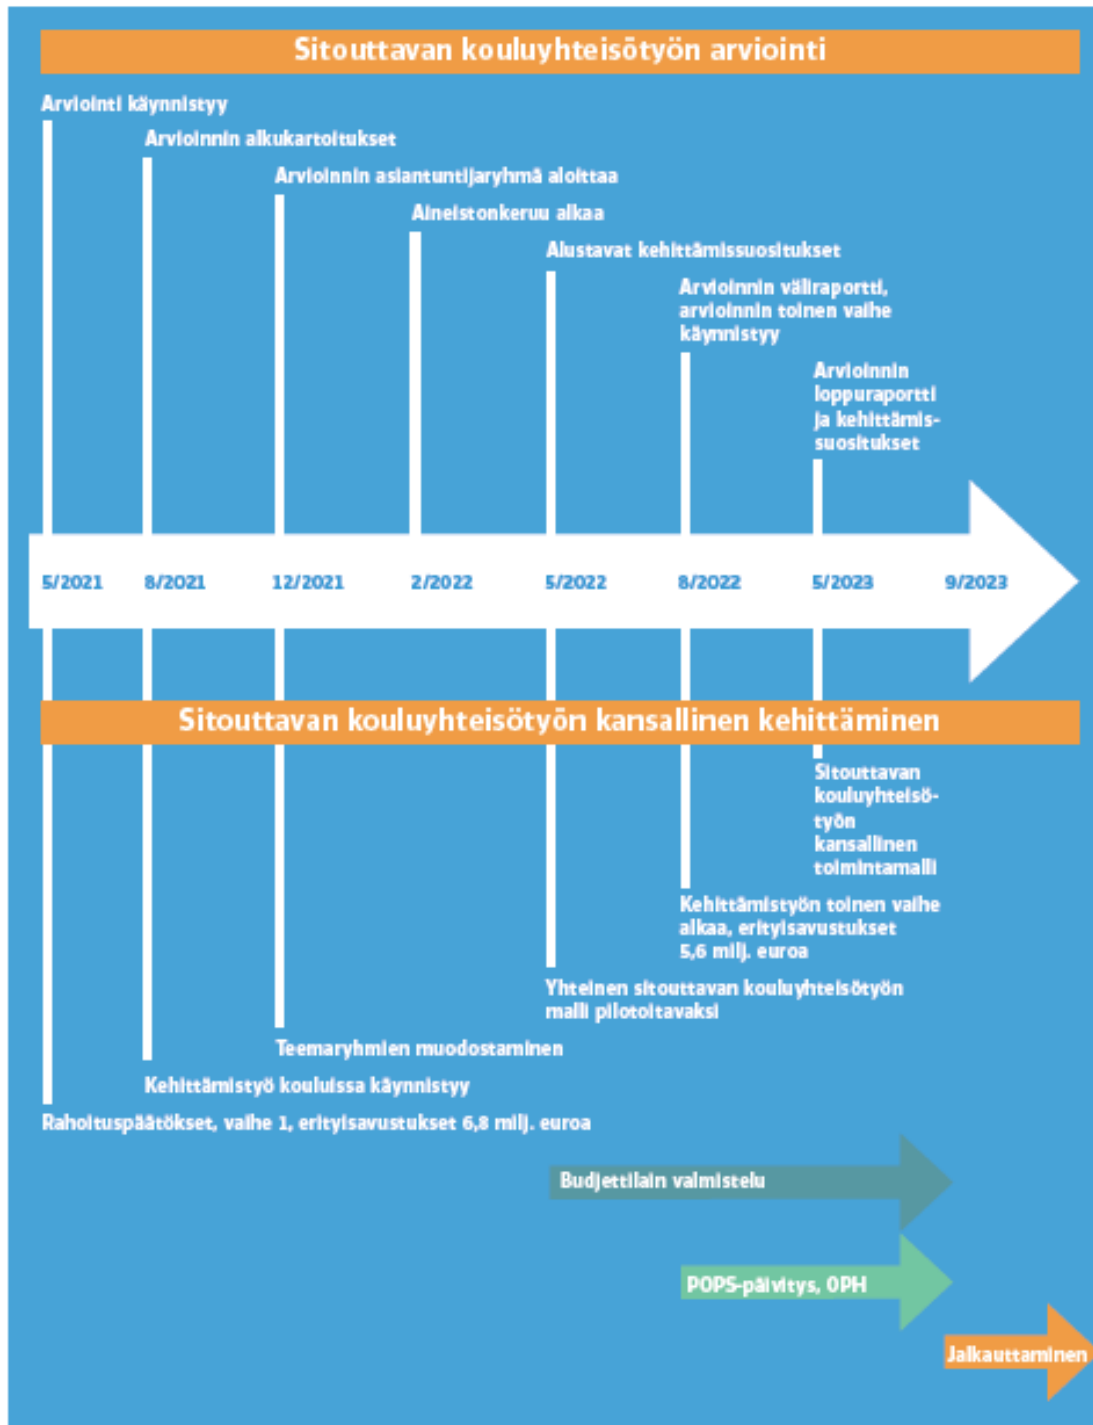 Sitouttavan kouluyhteisötyön arviointi
Arviointi käynnistyy
Arvioinnin alkukartoitukset
Arvioinnin asiantuntijaryhmä aloittaa
Aineistonkeruu alkaa
Alustavat kehittämissuositukset
Arvioinnin väliraportti,
arvioinnin toinen vaihe
käynnistyy
Arvioinnin
loppuraportti
ja kehittämis-
suositukset
5/2021
8/2021
12/2021
2/2022
5/2022
8/2022
5/2023
9/2023
Sitouttavan kouluyhteisötyön kansallinen kehittäminen
Sitouttavan
kouluyhteisö-
työn
kansallinen
toimintamalli
Kehittämistyön toinen vaihe
alkaa, erityisavustukset
5,6 milj. euroa
Yhteinen sitouttavan kouluyhteisötyön
malli pilotoitavaksi
Teemaryhmien muodostaminen
Kehittämistyö kouluissa käynnistyy
Rahoituspäätökset, vaihe 1, erityisavustukset 6,8 milj. euroa
Budjettilain valmistelu
POPS-päivitys, OPH
Jalkauttaminen